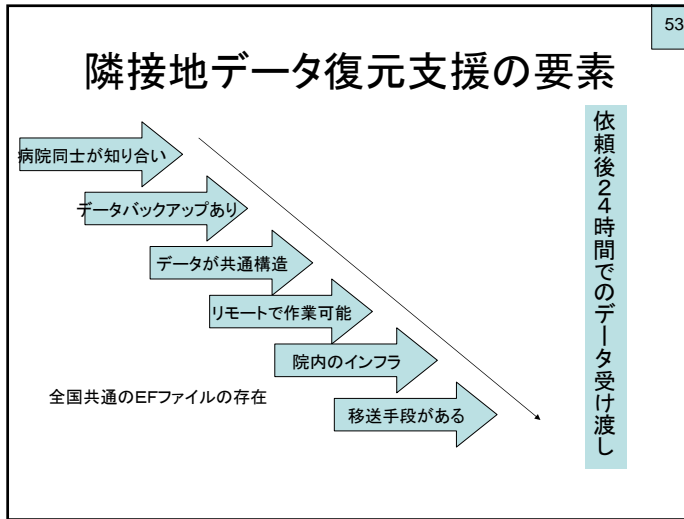 53
隣接地データ復元支援の要素
病院同士が知り合い
データバックアップあり
データが共通構造
リモートで作業可能
院内のインフラ
全国共通のEFファイルの存在
移送手段がある
依頼後24時間でのデータ受け渡し